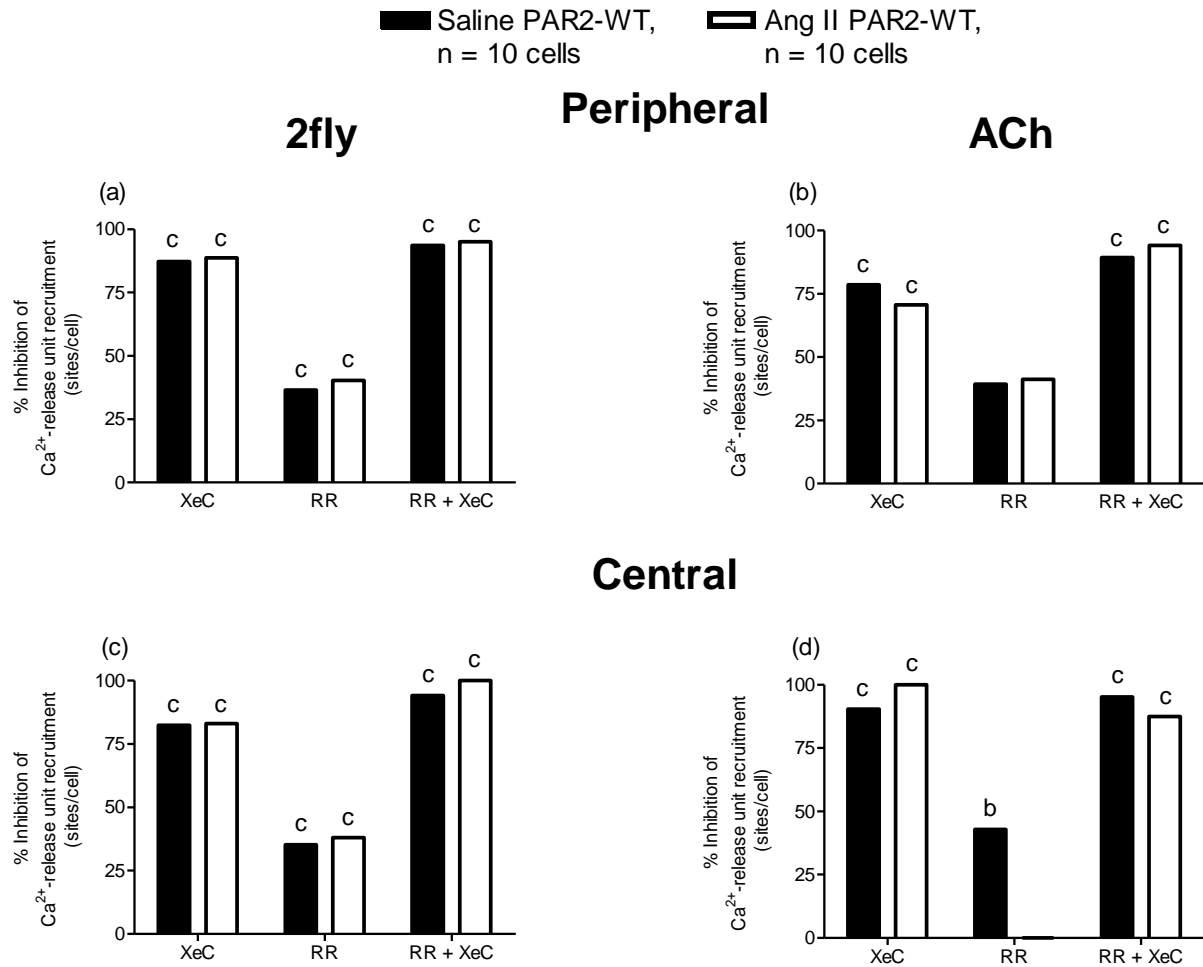 Saline PAR2-WT,
n = 10 cells
Ang II PAR2-WT,
n = 10 cells
Peripheral
2fly
ACh
(a)
% Inhibition of
Ca²⁺-release unit recruitment
(sites/cell)
100
75
50
25
0
c c
c c
c c
XeC RR RR + XeC
(b)
% Inhibition of
Ca²⁺-release unit recruitment
(sites/cell)
100
75
50
25
0
c c
c c
XeC RR RR + XeC
Central
(c)
% Inhibition of
Ca²⁺-release unit recruitment
(sites/cell)
100
75
50
25
0
c c
c c
c c
XeC RR RR + XeC
(d)
% Inhibition of
Ca²⁺-release unit recruitment
(sites/cell)
100
75
50
25
0
c c
b
c c
XeC RR RR + XeC